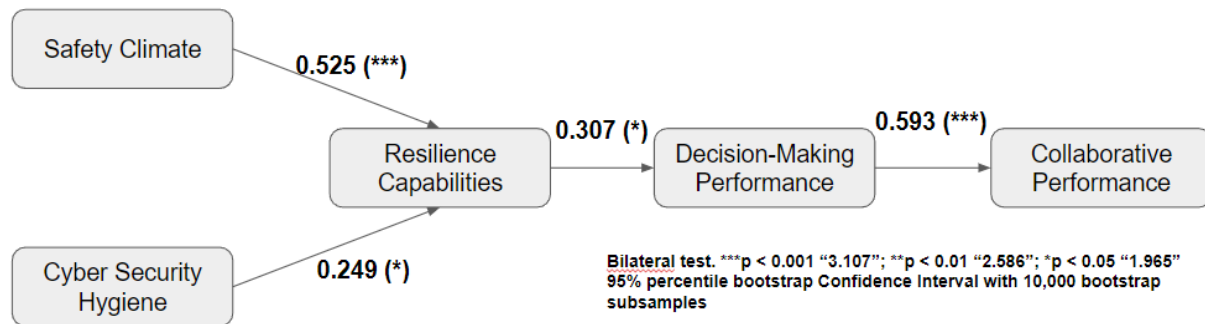 Safety Climate
0.525 (***)
0.307 (*)
0.593 (***)
Resilience
Capabilities
Decision-Making
Performance
Collaborative
Performance
Cyber Security
Hygiene
0.249 (*)
Bilateral test. ***p < 0.001 “3.107”; **p < 0.01 “2.586”; *p < 0.05 “1.965”
95% percentile bootstrap Confidence Interval with 10,000 bootstrap
subsamples